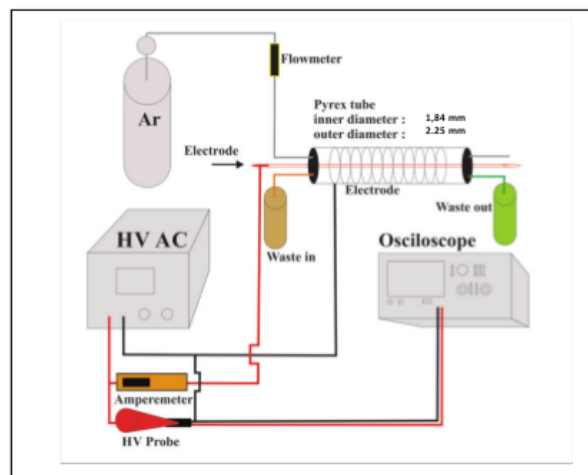 Flowmeter
Ar
Pyrex tube
inner diameter : 1,84 mm
outer diameter : 2.25 mm
Electrode
Electrode
Waste out
HV AC
Waste in
Osciloscope
Amperemeter
HV Probe